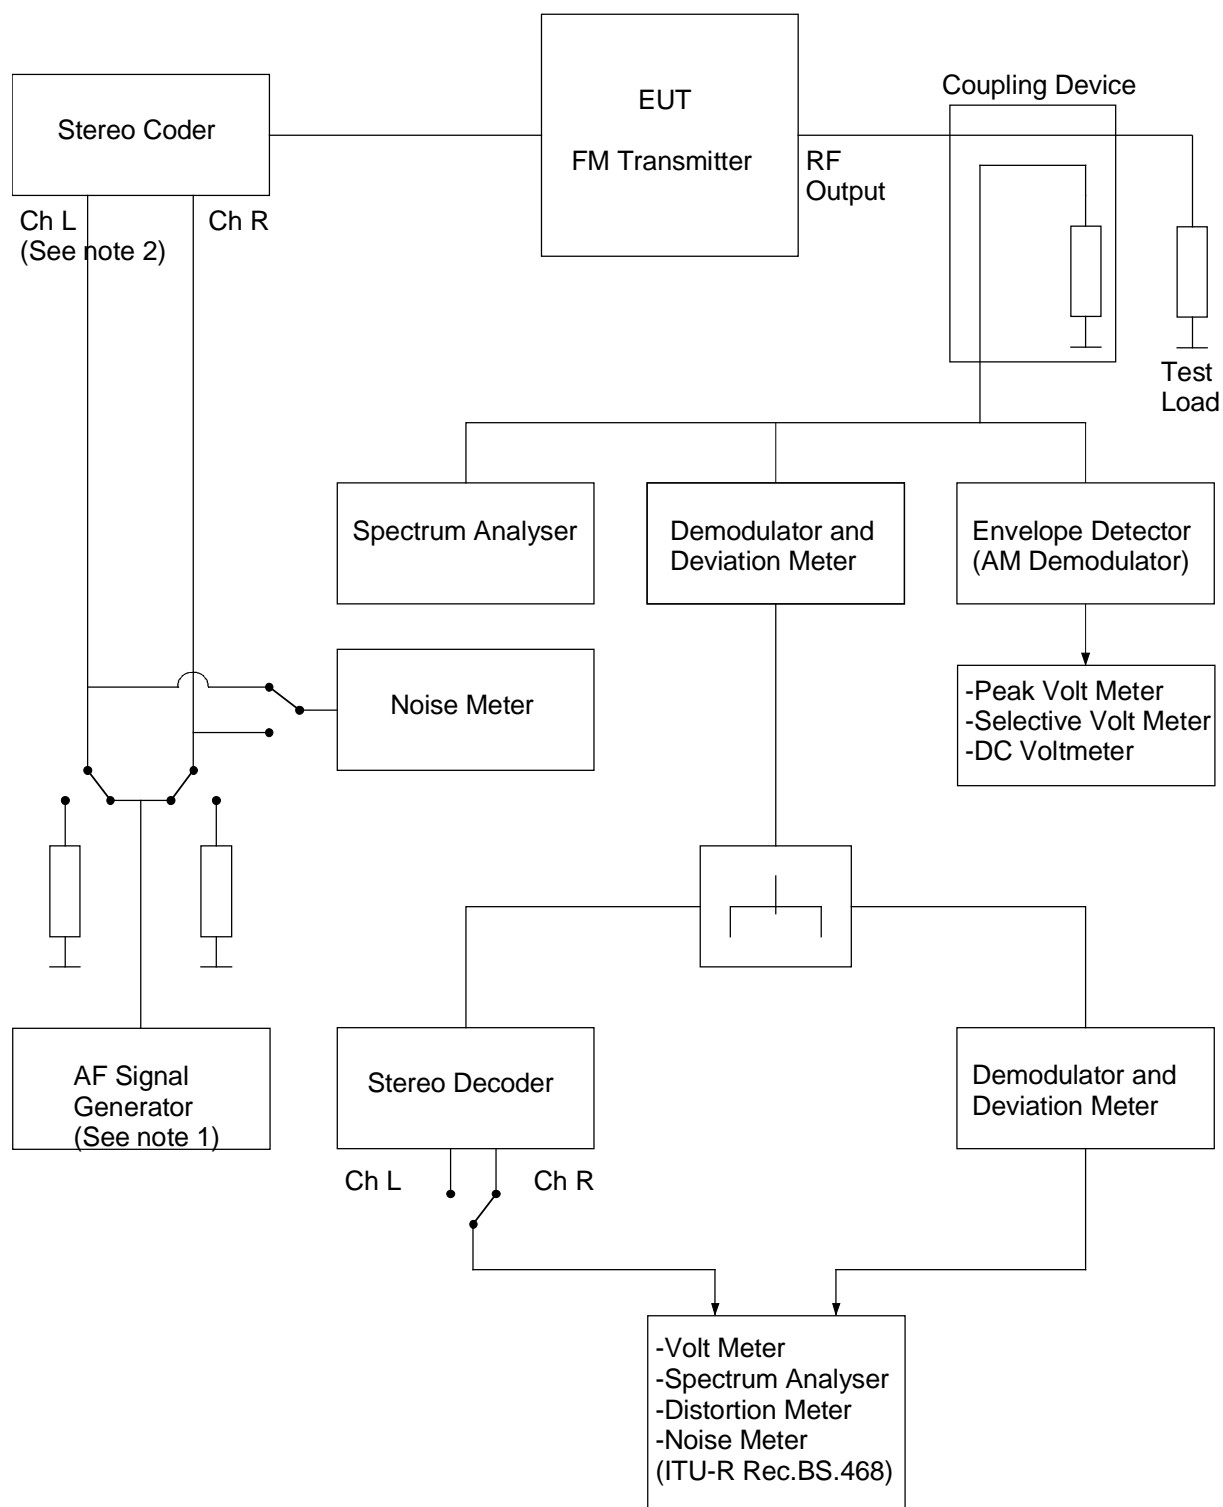 Coupling Device
EUT
FM Transmitter
Stereo Coder
RF
Output
Ch L
(See note 2)
Ch R
Test
Load
Spectrum Analyser
Demodulator and
Deviation Meter
Envelope Detector
(AM Demodulator)
Noise Meter
-Peak Volt Meter
-Selective Volt Meter
-DC Voltmeter
AF Signal
Generator
(See note 1)
Stereo Decoder
Demodulator and
Deviation Meter
Ch L
Ch R
-Volt Meter
-Spectrum Analyser
-Distortion Meter
-Noise Meter
(ITU-R Rec.BS.468)